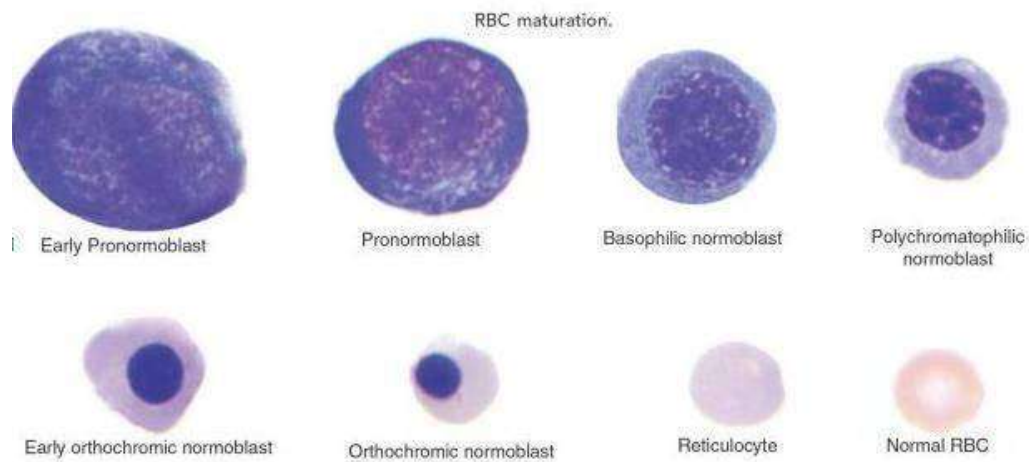 RBC maturation.
Early Pronormoblast
Pronormoblast
Basophilic normoblast
Polychromatophilic
normoblast
Early orthochromic normoblast
Orthochromic normoblast
Reticulocyte
Normal RBC